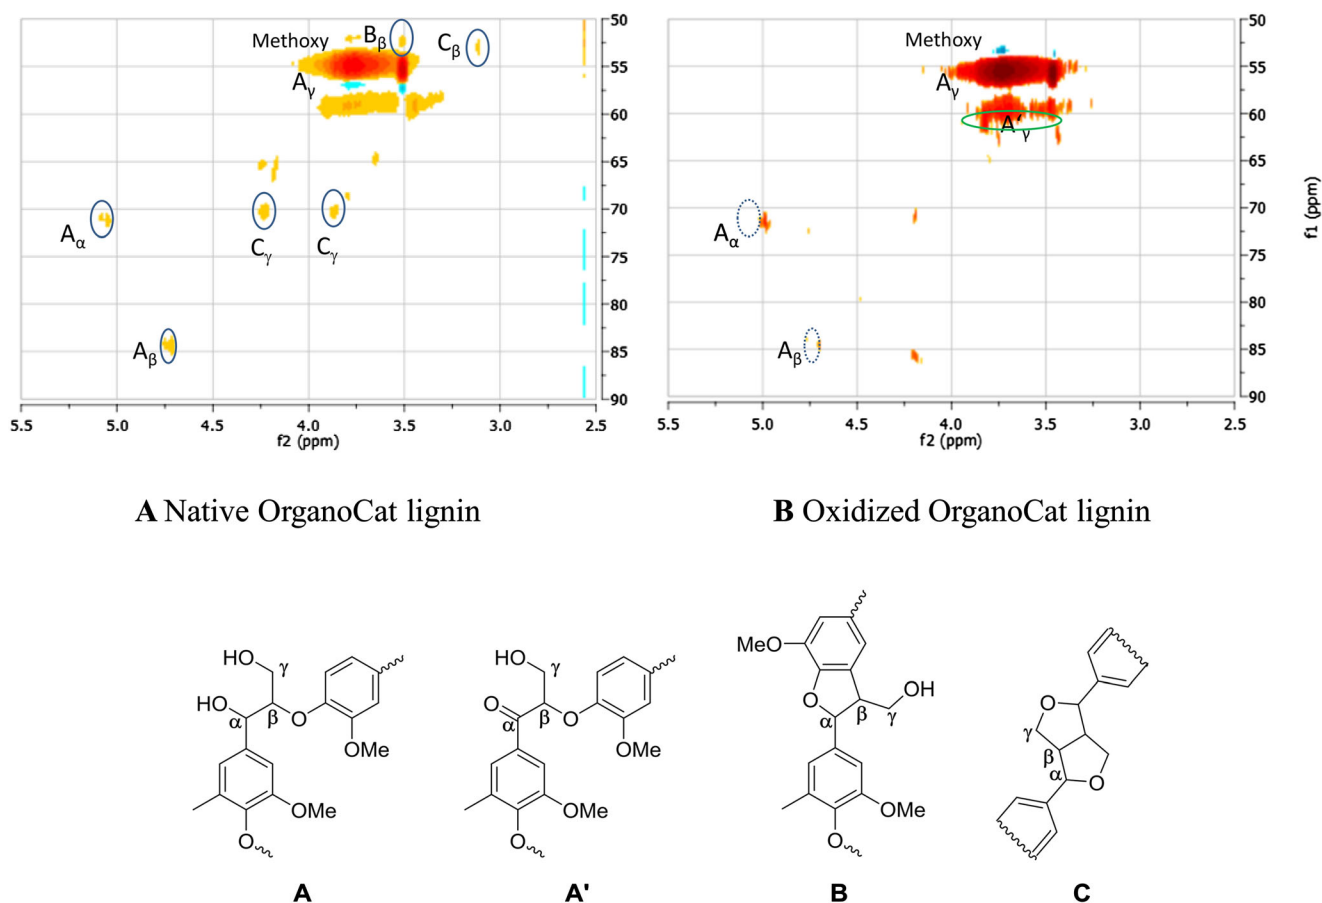 Methoxy
Bβ
Cβ
Aγ
Aα
Cγ
Cγ
Aβ
50
55
60
65
70
75
80
85
90
5.5
5.0
4.5
4.0
3.5
3.0
2.5
f2 (ppm)
Methoxy
Aγ
A‘γ
Aα
Aβ
50
55
60
65
70
75
80
85
90
f1 (ppm)
5.0
4.5
4.0
3.5
3.0
2.5
f2 (ppm)
A Native OrganoCat lignin
B Oxidized OrganoCat lignin
HO
γ
HO
α
β
O
OMe
OMe
O
A
HO
γ
O
α
β
O
OMe
OMe
O
A'
MeO
O
OH
α
β
γ
OMe
O
B
O
γ
β
α
O
C